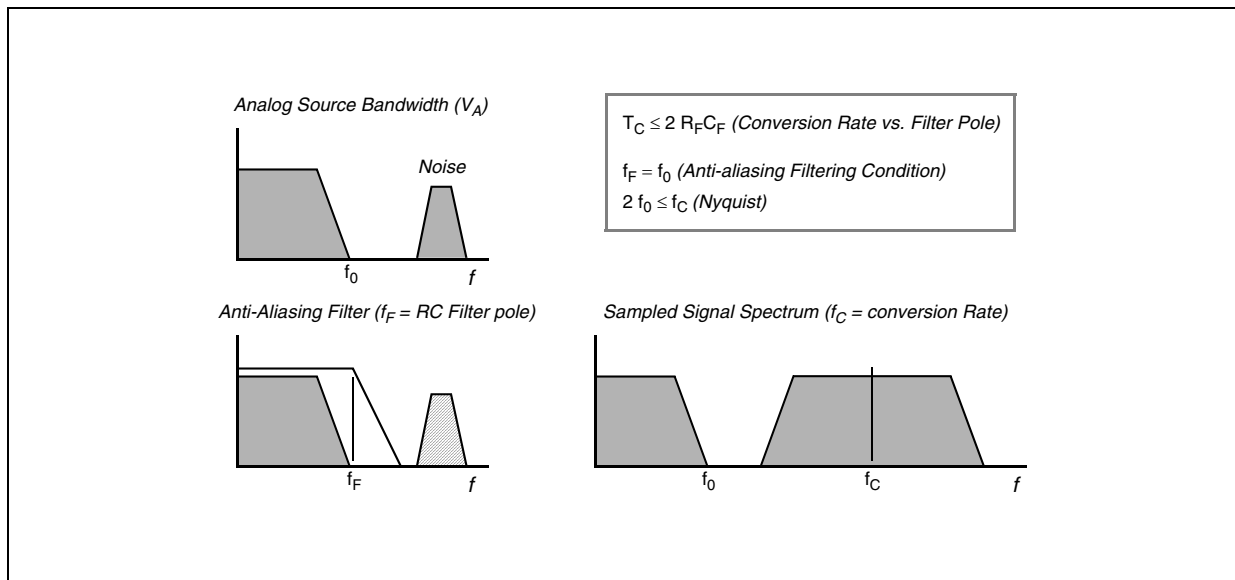 Analog Source Bandwidth (V_A)
Noise
f_0
f
T_C ≤ 2 R_FC_F (Conversion Rate vs. Filter Pole)
f_F = f_0 (Anti-aliasing Filtering Condition)
2 f_0 ≤ f_C (Nyquist)
Anti-Aliasing Filter (f_F = RC Filter pole)
f_F
f
Sampled Signal Spectrum (f_C = conversion Rate)
f_0
f_C
f